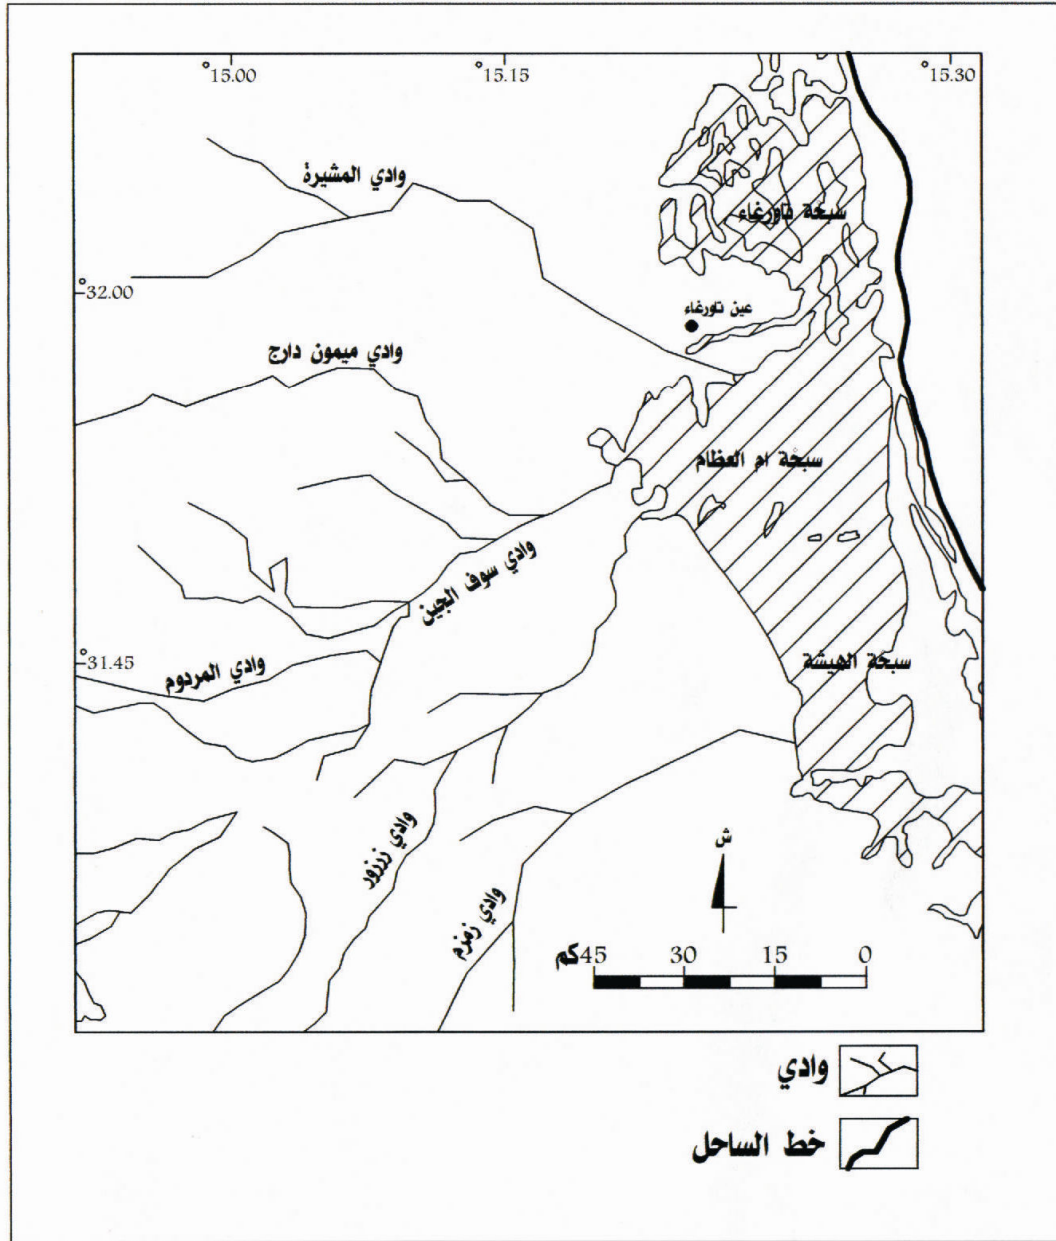 °15.00
°15.15
°15.30
وادي المشيرة
سبخة تاورغاء
°32.00
عين تاورغاء
وادي ميمون دارج
سبخة ام العظام
وادي سوف الجين
°31.45
وادي المردوم
سبخة الهيشة
وادي زرزور
وادي زمزم
ش
كم 45 30 15 0
وادي
خط الساحل